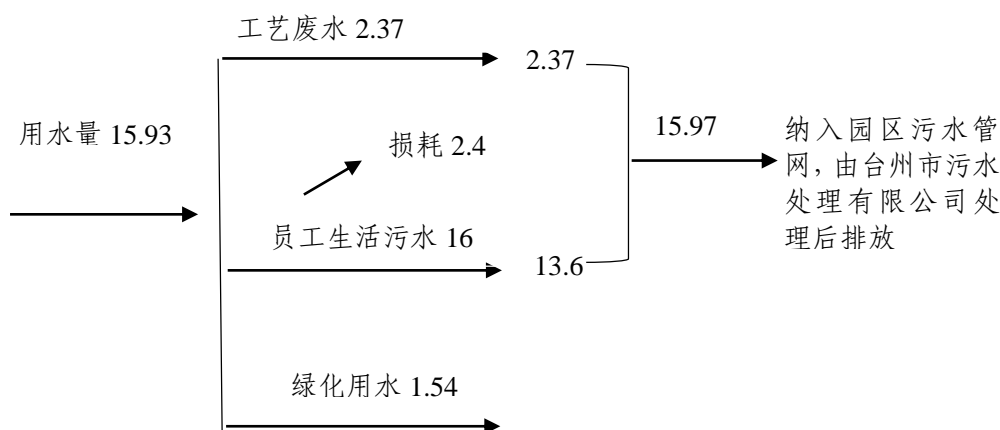 工艺废水 2.37
2.37
用水量 15.93
损耗 2.4
15.97
纳入园区污水管
网，由台州市污水
处理有限公司处
理后排放
员工生活污水 16
13.6
绿化用水 1.54